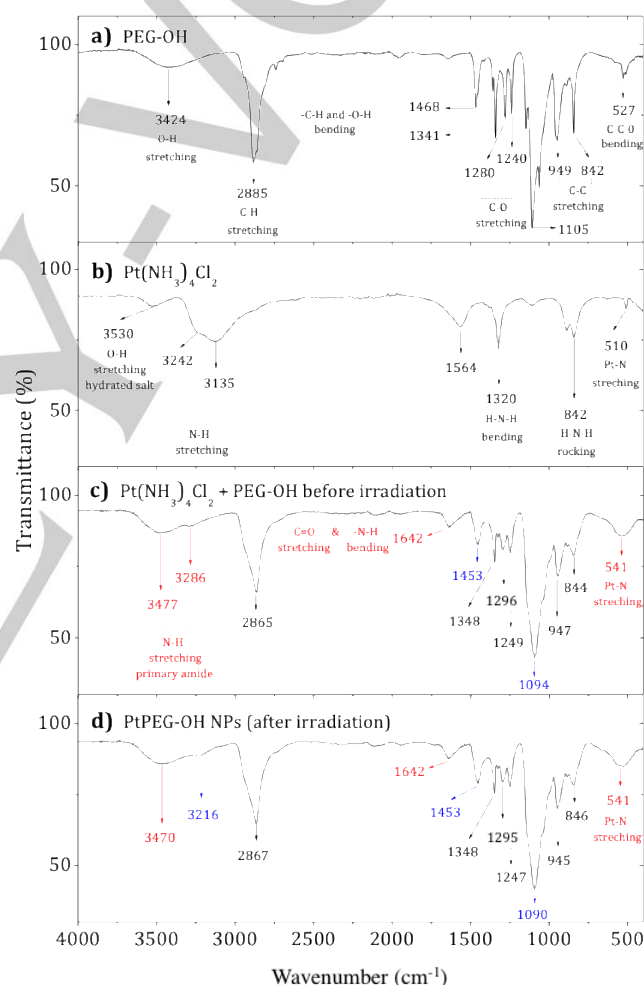 100
a) PEG-OH
3424
O-H
stretching
-C-H and -O-H
bending
1468
1341
527
C-C-O
bending
1280
1240
949
842
C-C
stretching
50
2885
C-H
stretching
C-O
stretching
1105
100
b) Pt(NH3)4Cl2
3530
O-H
stretching
hydrated salt
3242
3135
1564
510
Pt-N
streching
50
1320
H-N-H
bending
842
H-N-H
rocking
N-H
stretching
Transmittance (%)
100
c) Pt(NH3)4Cl2 + PEG-OH before irradiation
C=O & -N-H
stretching bending
1642
3286
3477
1453
541
Pt-N
streching
1296
844
2865
1348
1249
947
50
N-H
stretching
primary amide
1094
100
d) PtPEG-OH NPs (after irradiation)
1642
3216
1453
541
Pt-N
streching
3470
1295
846
2867
1348
945
1247
50
1090
4000 3500 3000 2500 2000 1500 1000 500
Wavenumber (cm-1)